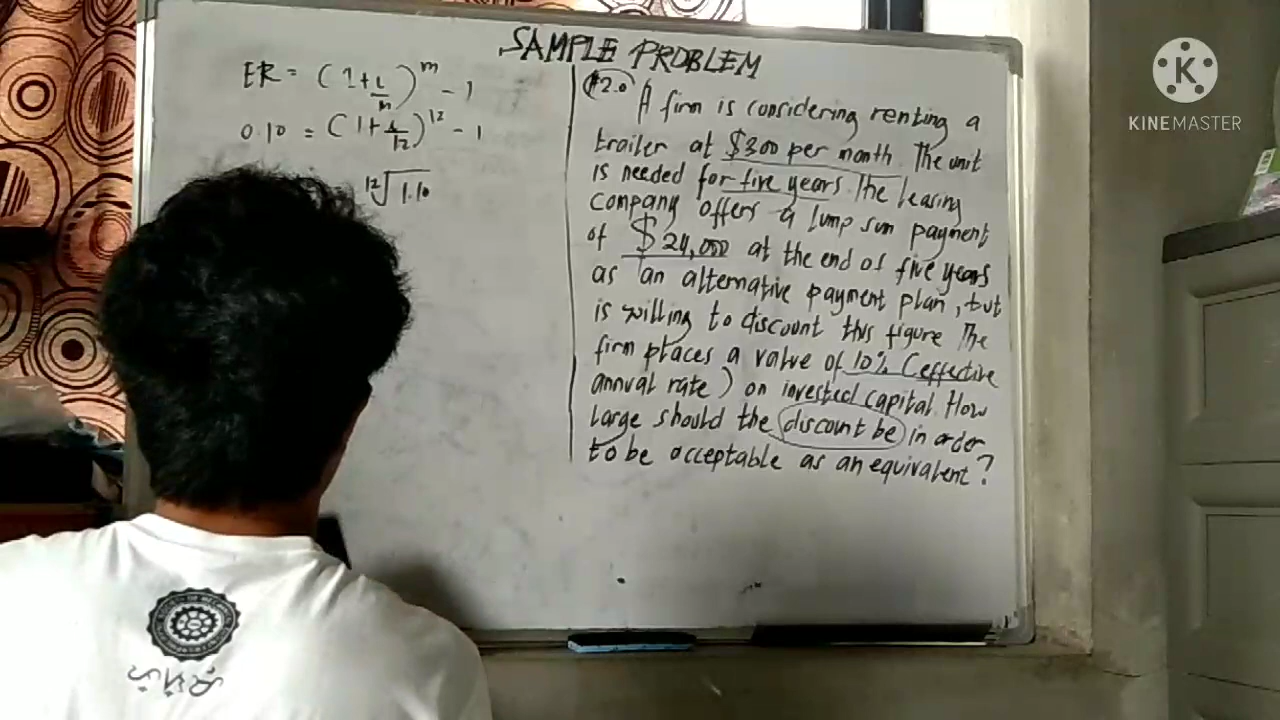 SAMPLE PROBLEM
ER = (1+i/m)^m - 1
0.10 = (1+i/12)^12 - 1
12√1.10
#2.0
A firm is considering renting a
trailer at $300 per month. The unit
is needed for five years. The leasing
company offers a lump sum payment
of $24,000 at the end of five years
as an alternative payment plan, but
is willing to discount this figure. The
firm places a value of 10% (effective
annual rate) on invested capital. How
large should the discount be in order
to be acceptable as an equivalent?
K
KINEMASTER